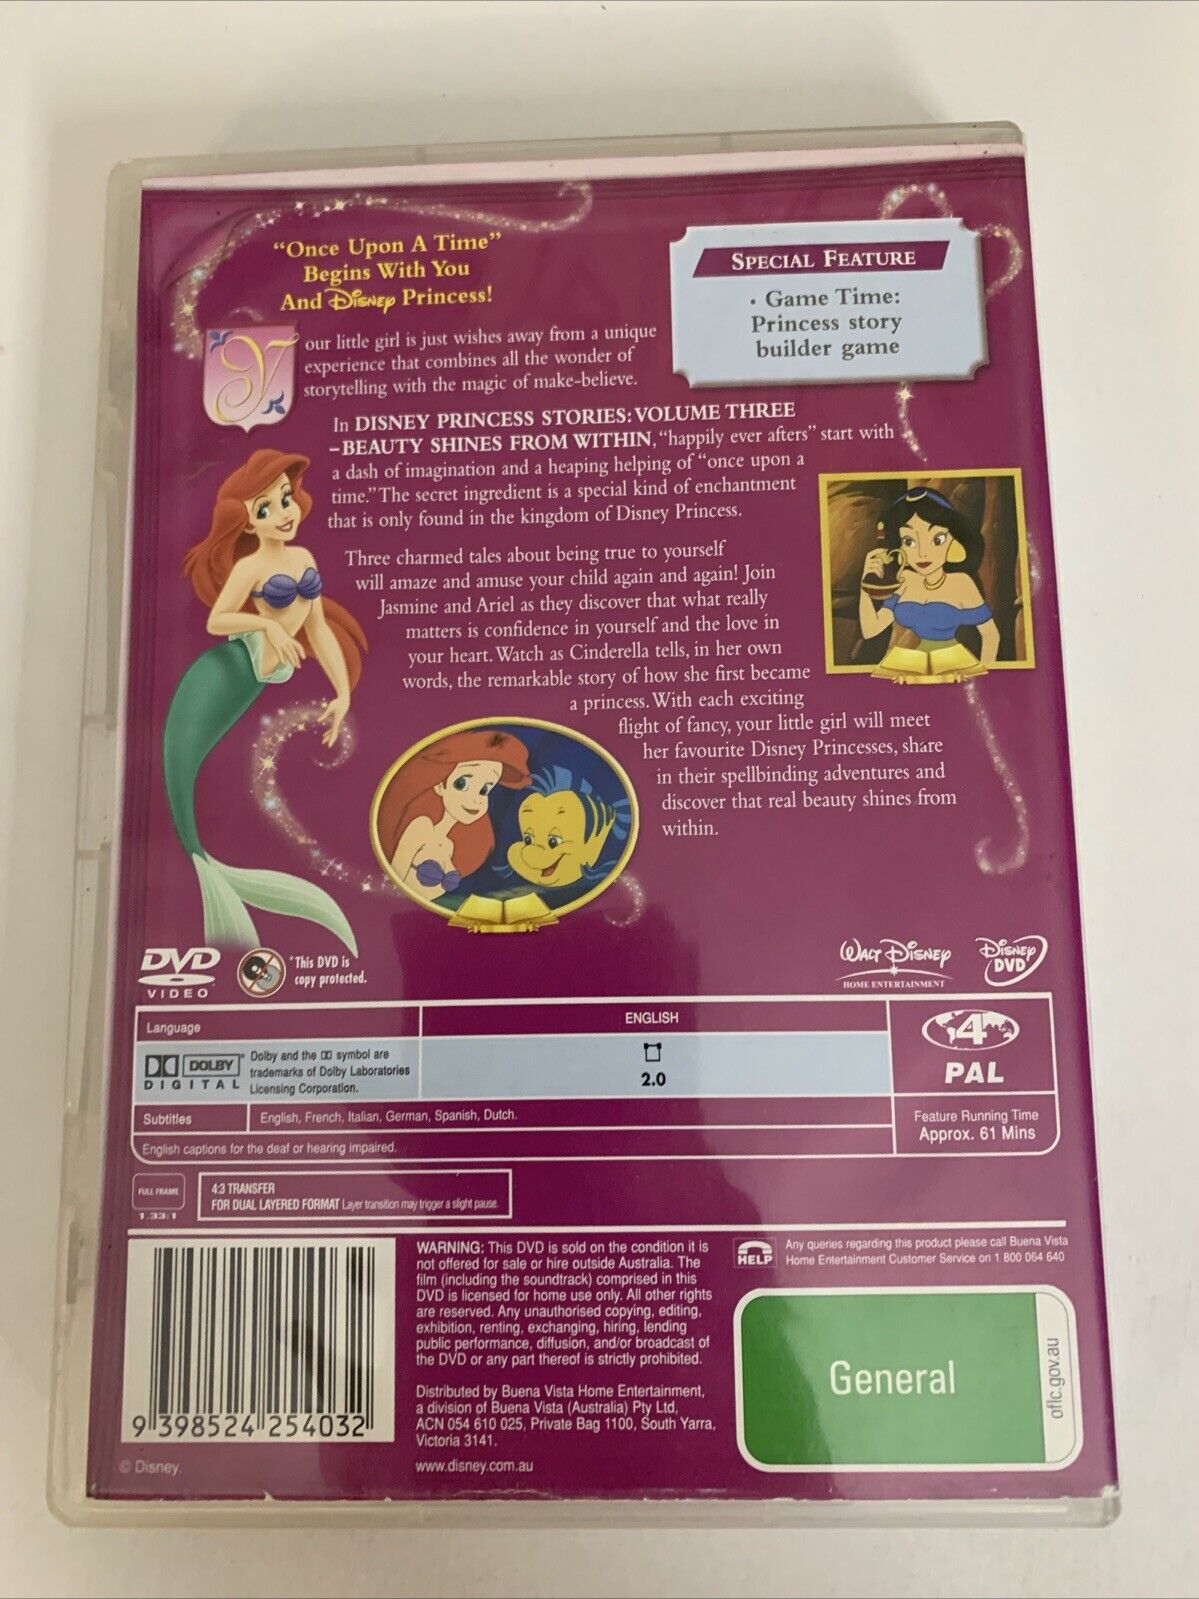 “Once Upon A Time”
Begins With You
And Disney Princess!
Your little girl is just wishes away from a unique
experience that combines all the wonder of
storytelling with the magic of make-believe.
In DISNEY PRINCESS STORIES: VOLUME THREE
–BEAUTY SHINES FROM WITHIN, “happily ever afters” start with
a dash of imagination and a heaping helping of “once upon a
time.” The secret ingredient is a special kind of enchantment
that is only found in the kingdom of Disney Princess.
Three charmed tales about being true to yourself
will amaze and amuse your child again and again! Join
Jasmine and Ariel as they discover that what really
matters is confidence in yourself and the love in
your heart. Watch as Cinderella tells, in her own
words, the remarkable story of how she first became
a princess. With each exciting
flight of fancy, your little girl will meet
her favourite Disney Princesses, share
in their spellbinding adventures and
discover that real beauty shines from
within.
SPECIAL FEATURE
• Game Time:
Princess story
builder game
DVD
VIDEO
*This DVD is
copy protected.
WALT DISNEY
HOME ENTERTAINMENT
DISNEY
DVD
Language
ENGLISH
DOLBY
DIGITAL
Dolby and the DD symbol are
trademarks of Dolby Laboratories
Licensing Corporation.
2.0
Subtitles
English, French, Italian, German, Spanish, Dutch.
English captions for the deaf or hearing impaired.
4
PAL
Feature Running Time
Approx. 61 Mins
FULL FRAME
1.33:1
4:3 TRANSFER
FOR DUAL LAYERED FORMAT Layer transition may trigger a slight pause.
9 398524 254032
© Disney.
WARNING: This DVD is sold on the condition it is
not offered for sale or hire outside Australia. The
film (including the soundtrack) comprised in this
DVD is licensed for home use only. All other rights
are reserved. Any unauthorised copying, editing,
exhibition, renting, exchanging, hiring, lending
public performance, diffusion, and/or broadcast of
the DVD or any part thereof is strictly prohibited.
Distributed by Buena Vista Home Entertainment,
a division of Buena Vista (Australia) Pty Ltd,
ACN 054 610 025, Private Bag 1100, South Yarra,
Victoria 3141.
www.disney.com.au
HELP
Any queries regarding this product please call Buena Vista
Home Entertainment Customer Service on 1 800 064 640
General
oflc.gov.au